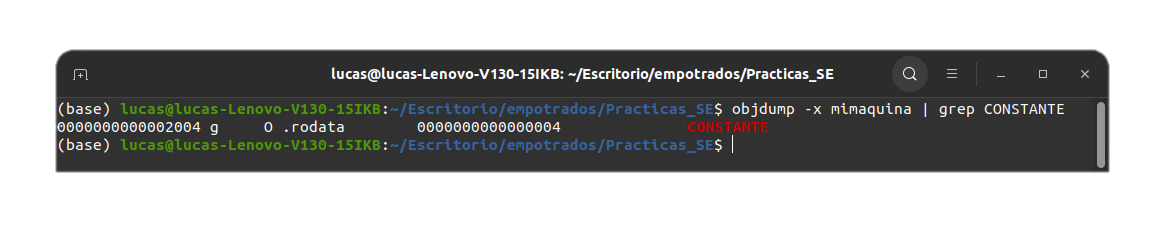 lucas@lucas-Lenovo-V130-15IKB: ~/Escritorio/empotrados/Practicas_SE
(base) lucas@lucas-Lenovo-V130-15IKB:~/Escritorio/empotrados/Practicas_SE$ objdump -x mimaquina | grep CONSTANTE
0000000000002004 g     O .rodata        0000000000000004              CONSTANTE
(base) lucas@lucas-Lenovo-V130-15IKB:~/Escritorio/empotrados/Practicas_SE$